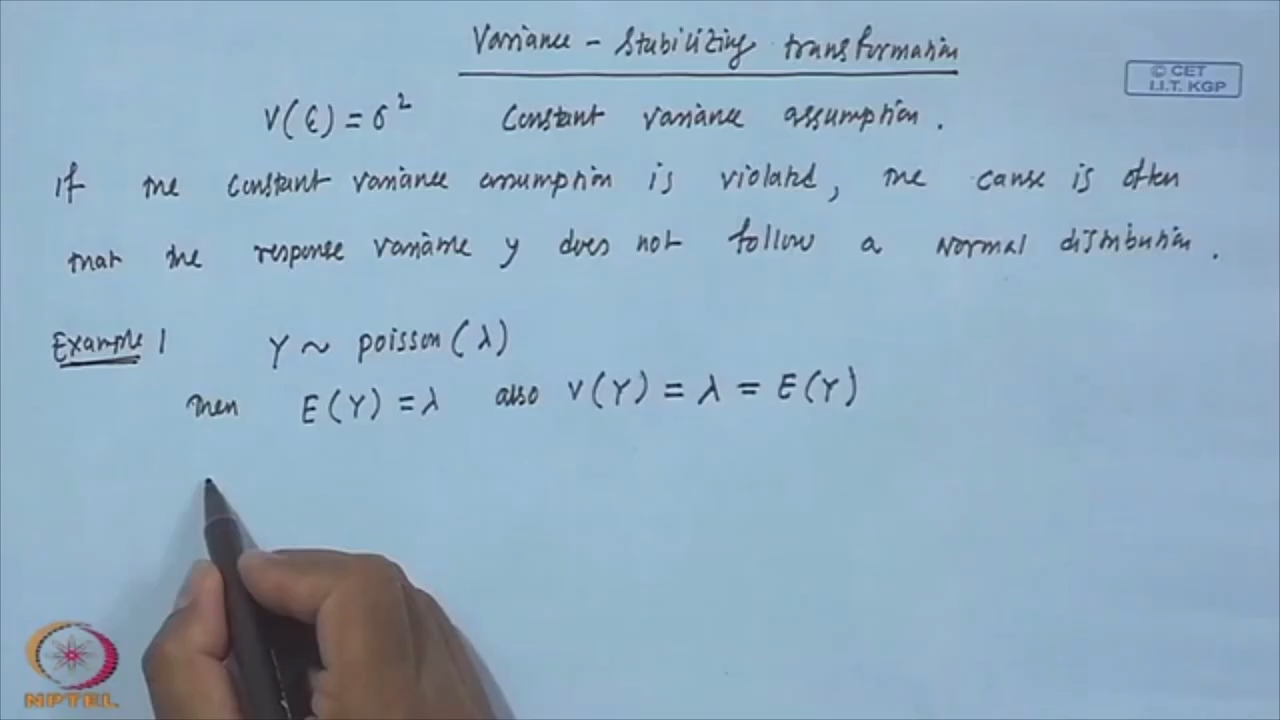 Variance - Stabilizing transformation
© CET
I.I.T. KGP
V(ε) = σ² Constant variance assumption.
If the constant variance assumption is violated, the cause is often
that the response variable y does not follow a normal distribution.
Example 1 Y ~ poisson(λ)
Then E(Y) = λ also V(Y) = λ = E(Y)
NPTEL